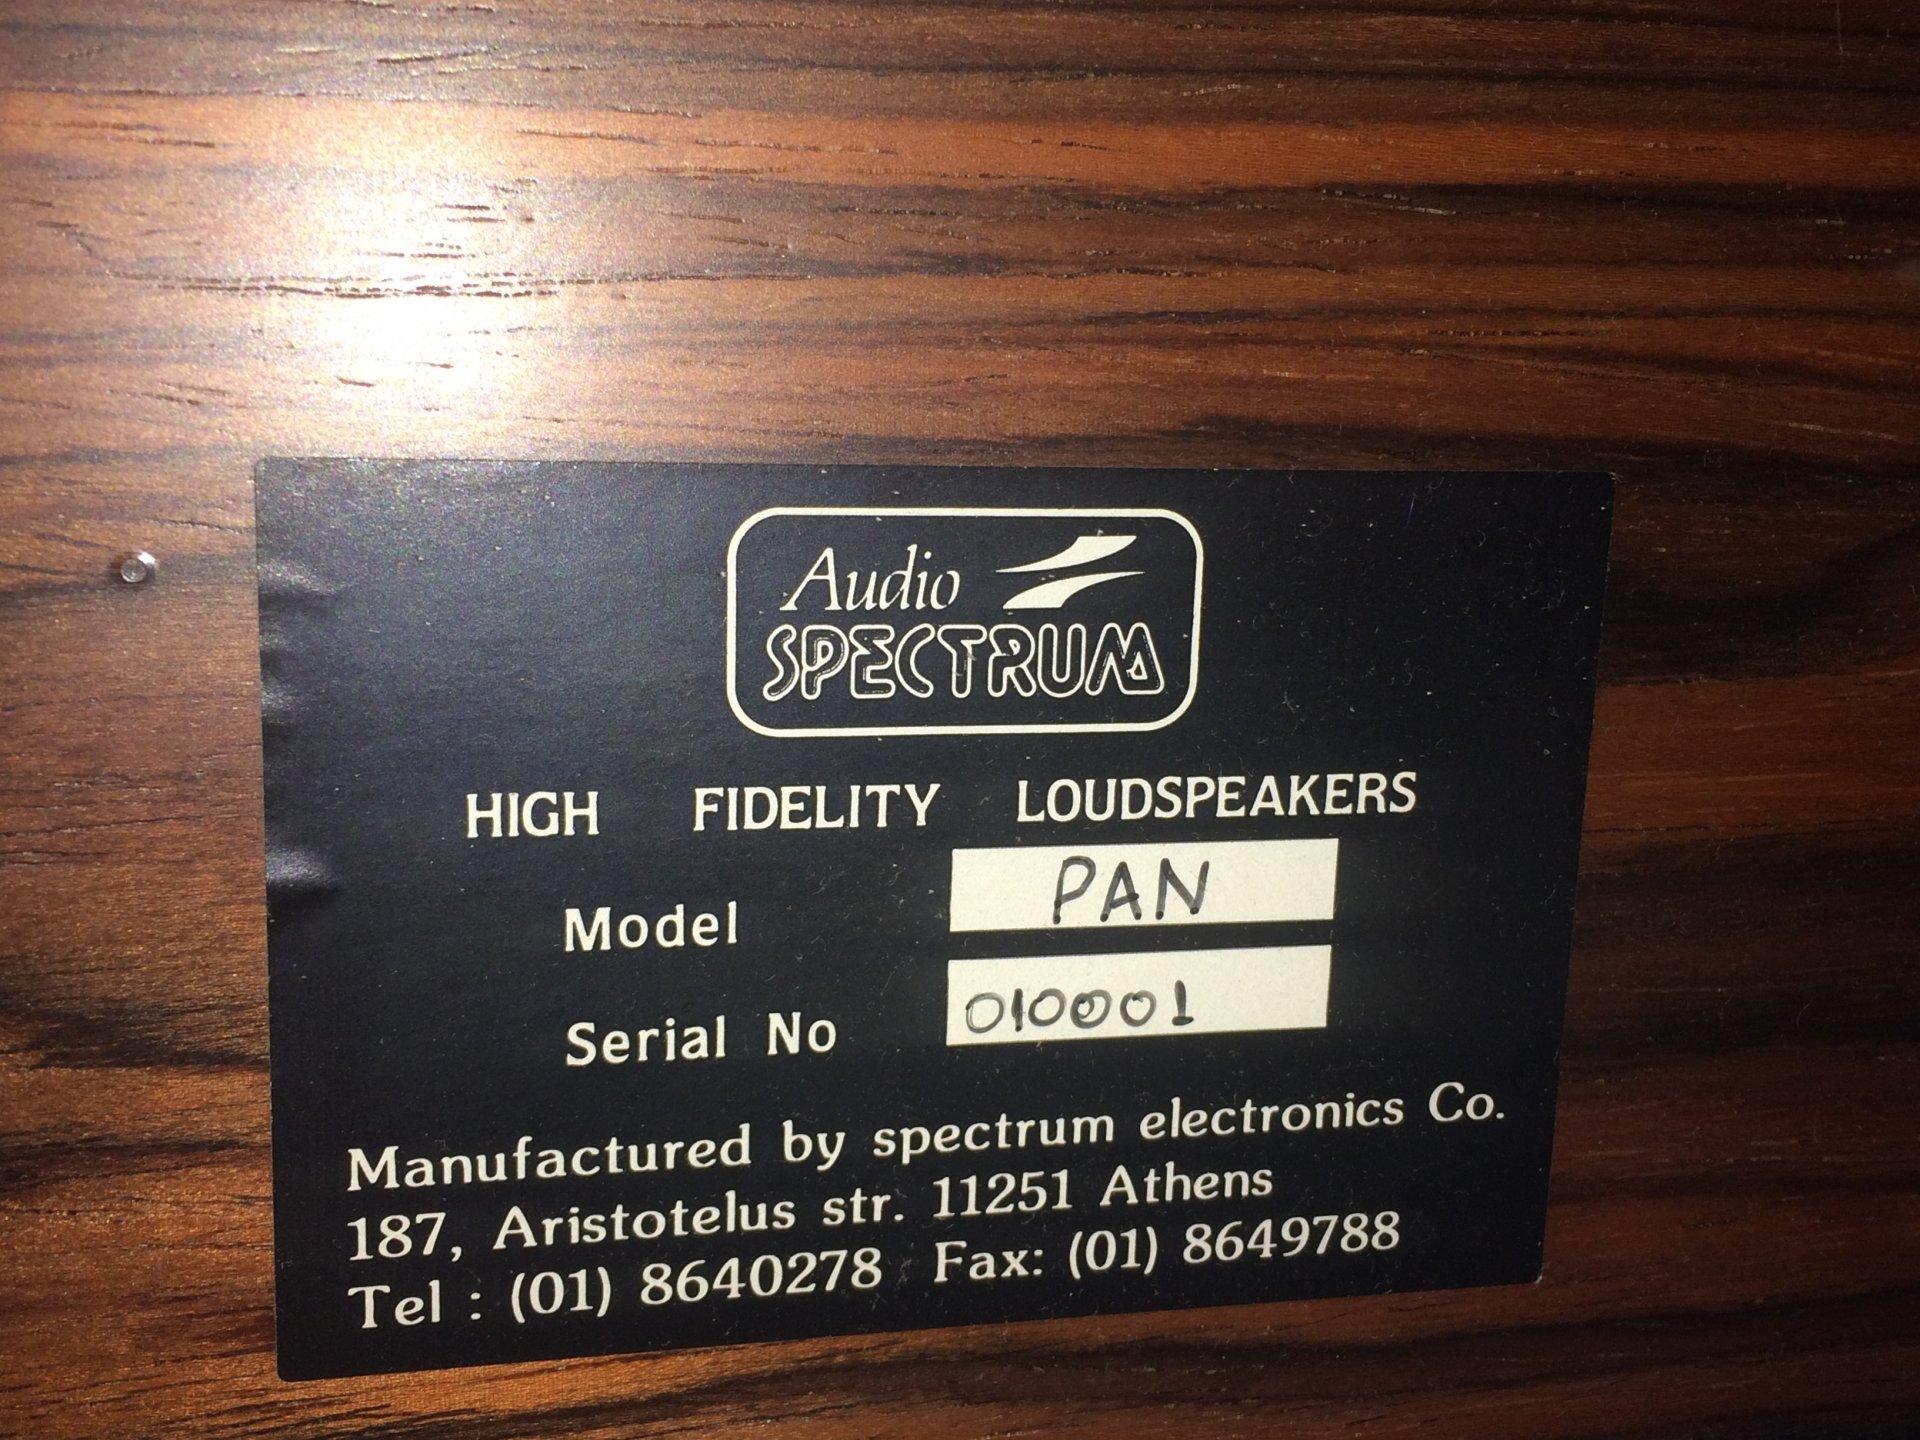 Audio
SPECTRUM
HIGH FIDELITY LOUDSPEAKERS
Model PAN
Serial No 010001
Manufactured by spectrum electronics Co.
187, Aristotelus str. 11251 Athens
Tel : (01) 8640278 Fax: (01) 8649788